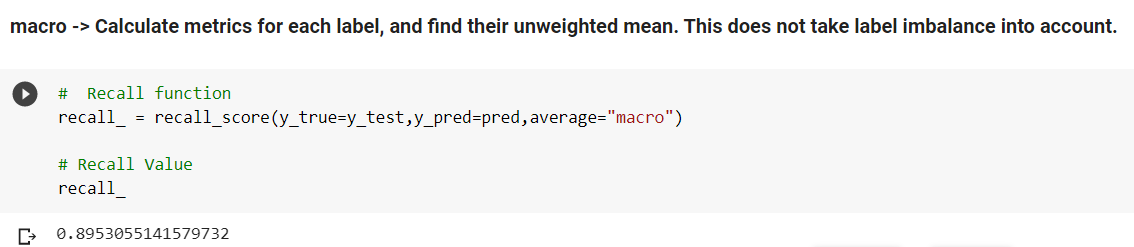 macro -> Calculate metrics for each label, and find their unweighted mean. This does not take label imbalance into account.
#  Recall function
recall_ = recall_score(y_true=y_test,y_pred=pred,average="macro")
# Recall Value
recall_
0.8953055141579732